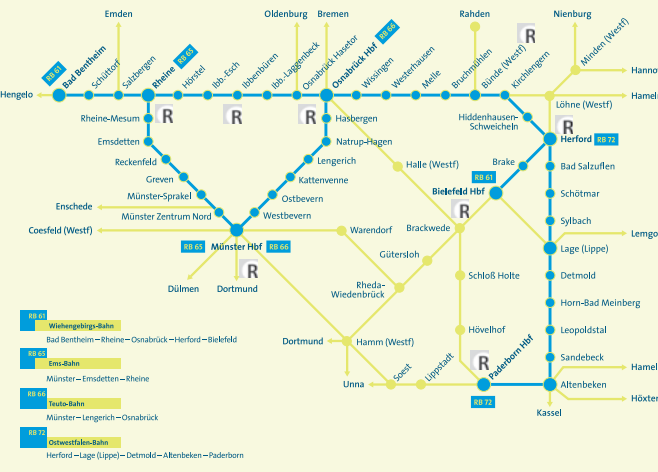 Emden
Oldenburg
Bremen
Rahden
Nienburg
RB 61
Bad Bentheim
Schüttorf
Salzbergen
Rheine
RB 65
Hörstel
Ibb.-Esch
Ibbenbüren
Ibb-Laggenbeck
Osnabrück Hasetor
Osnabrück Hbf
RB 66
Wissingen
Westerhausen
Melle
Bruchmühlen
Bünde (Westf)
R
Kirchlengern
Minden (Westf)
Hanno
Hengelo
Hameln
Löhne (Westf)
Rheine-Mesum
R
R
R
Hasbergen
Hiddenhausen-
Schweicheln
R
Herford
RB 72
Emsdetten
Natrup-Hagen
Reckenfeld
Lengerich
Halle (Westf)
Brake
Bad Salzuflen
Greven
Kattenvenne
RB 61
Bielefeld Hbf
Schötmar
Münster-Sprakel
Ostbevern
Enschede
Münster Zentrum Nord
Westbevern
R
Sylbach
Coesfeld (Westf)
Warendorf
Brackwede
Lemgo
RB 65
Münster Hbf
RB 66
Lage (Lippe)
R
Gütersloh
Dülmen
Dortmund
Rheda-
Wiedenbrück
Schloß Holte
Detmold
Horn-Bad Meinberg
RB 61
Wiehengebirgs-Bahn
Bad Bentheim – Rheine – Osnabrück – Herford – Bielefeld
Dortmund
Hamm (Westf)
Hövelhof
Leopoldstal
RB 65
Ems-Bahn
Münster – Emsdetten – Rheine
Unna
Soest
Lippstadt
R
Paderborn Hbf
RB 72
Sandebeck
Hamel
Altenbeken
Höxter
Kassel
RB 66
Teuto-Bahn
Münster – Lengerich – Osnabrück
RB 72
Ostwestfalen-Bahn
Herford – Lage (Lippe) – Detmold – Altenbeken – Paderborn